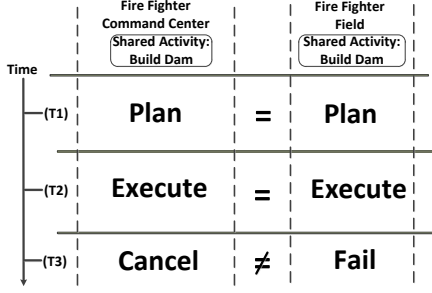 Fire Fighter
Command Center
Shared Activity:
Build Dam
Fire Fighter
Field
Shared Activity:
Build Dam
Time
(T1) Plan = Plan
(T2) Execute = Execute
(T3) Cancel ≠ Fail